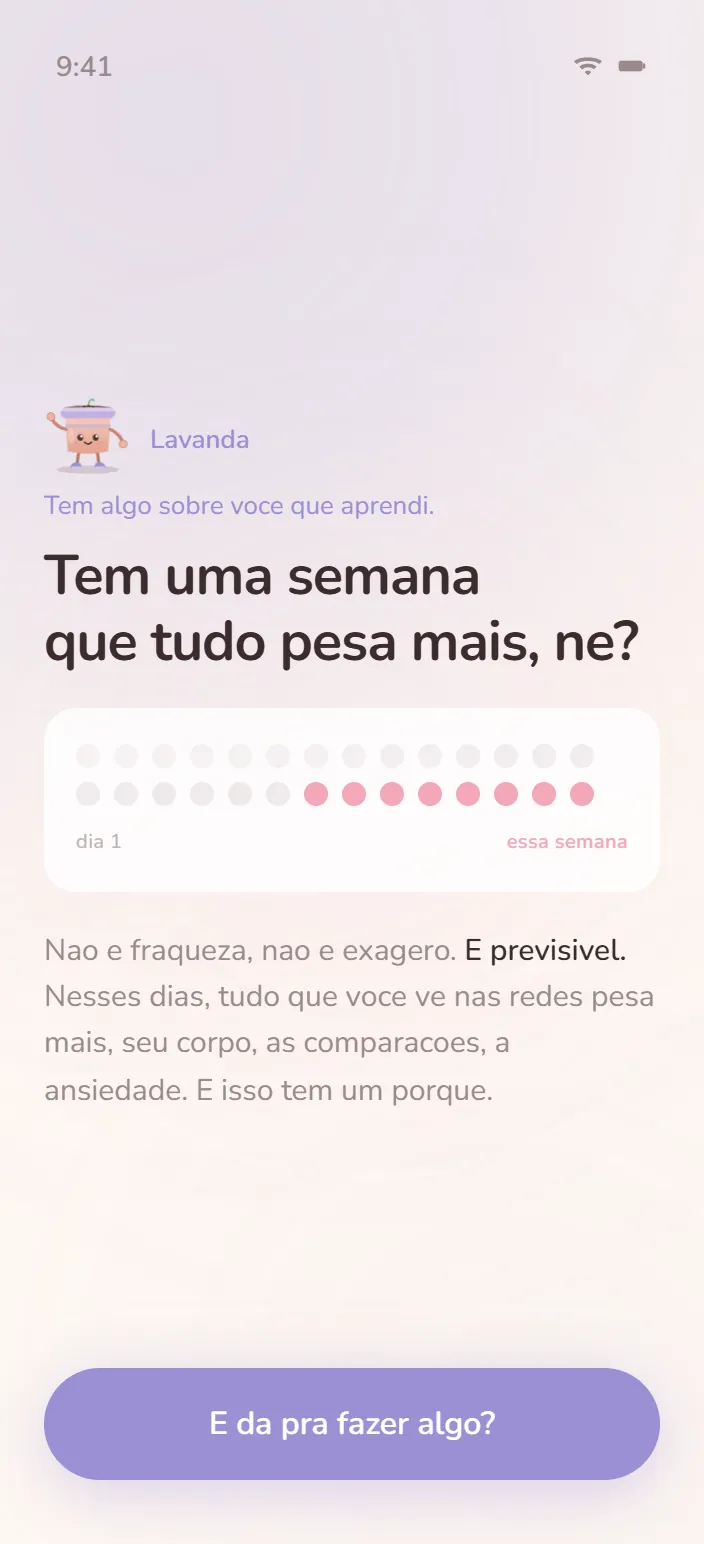 9:41
Lavanda
Tem algo sobre voce que aprendi.
Tem uma semana
que tudo pesa mais, ne?
dia 1
essa semana
Nao e fraqueza, nao e exagero. E previsivel.
Nesses dias, tudo que voce ve nas redes pesa
mais, seu corpo, as comparacoes, a
ansiedade. E isso tem um porque.
E da pra fazer algo?